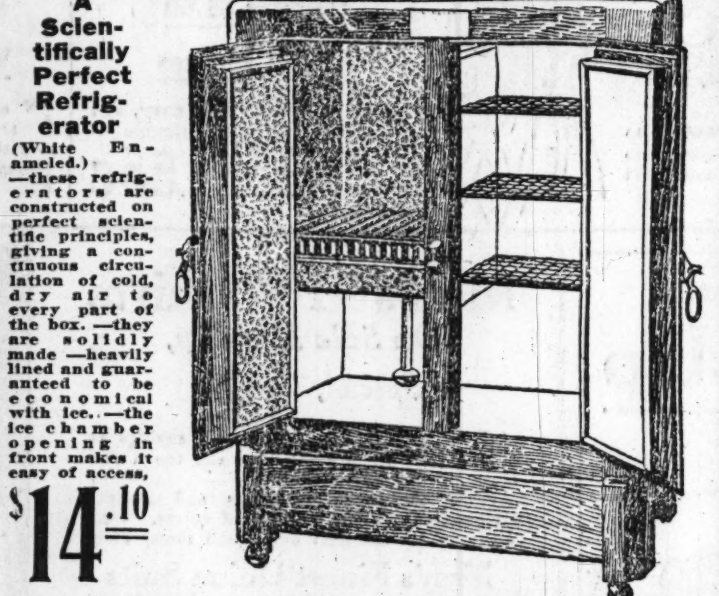 A
Scien-
tifically
Perfect
Refrig-
erator
(White En-
ameled.)
—these refrig-
erators are
constructed on
perfect scien-
tific principles,
giving a con-
tinuous circu-
lation of cold,
dry air to
every part of
the box. —they
are solidly
made —heavily
lined and guar-
anteed to be
economical
with ice. —the
ice chamber
opening in
front makes it
easy of access,
$14.10